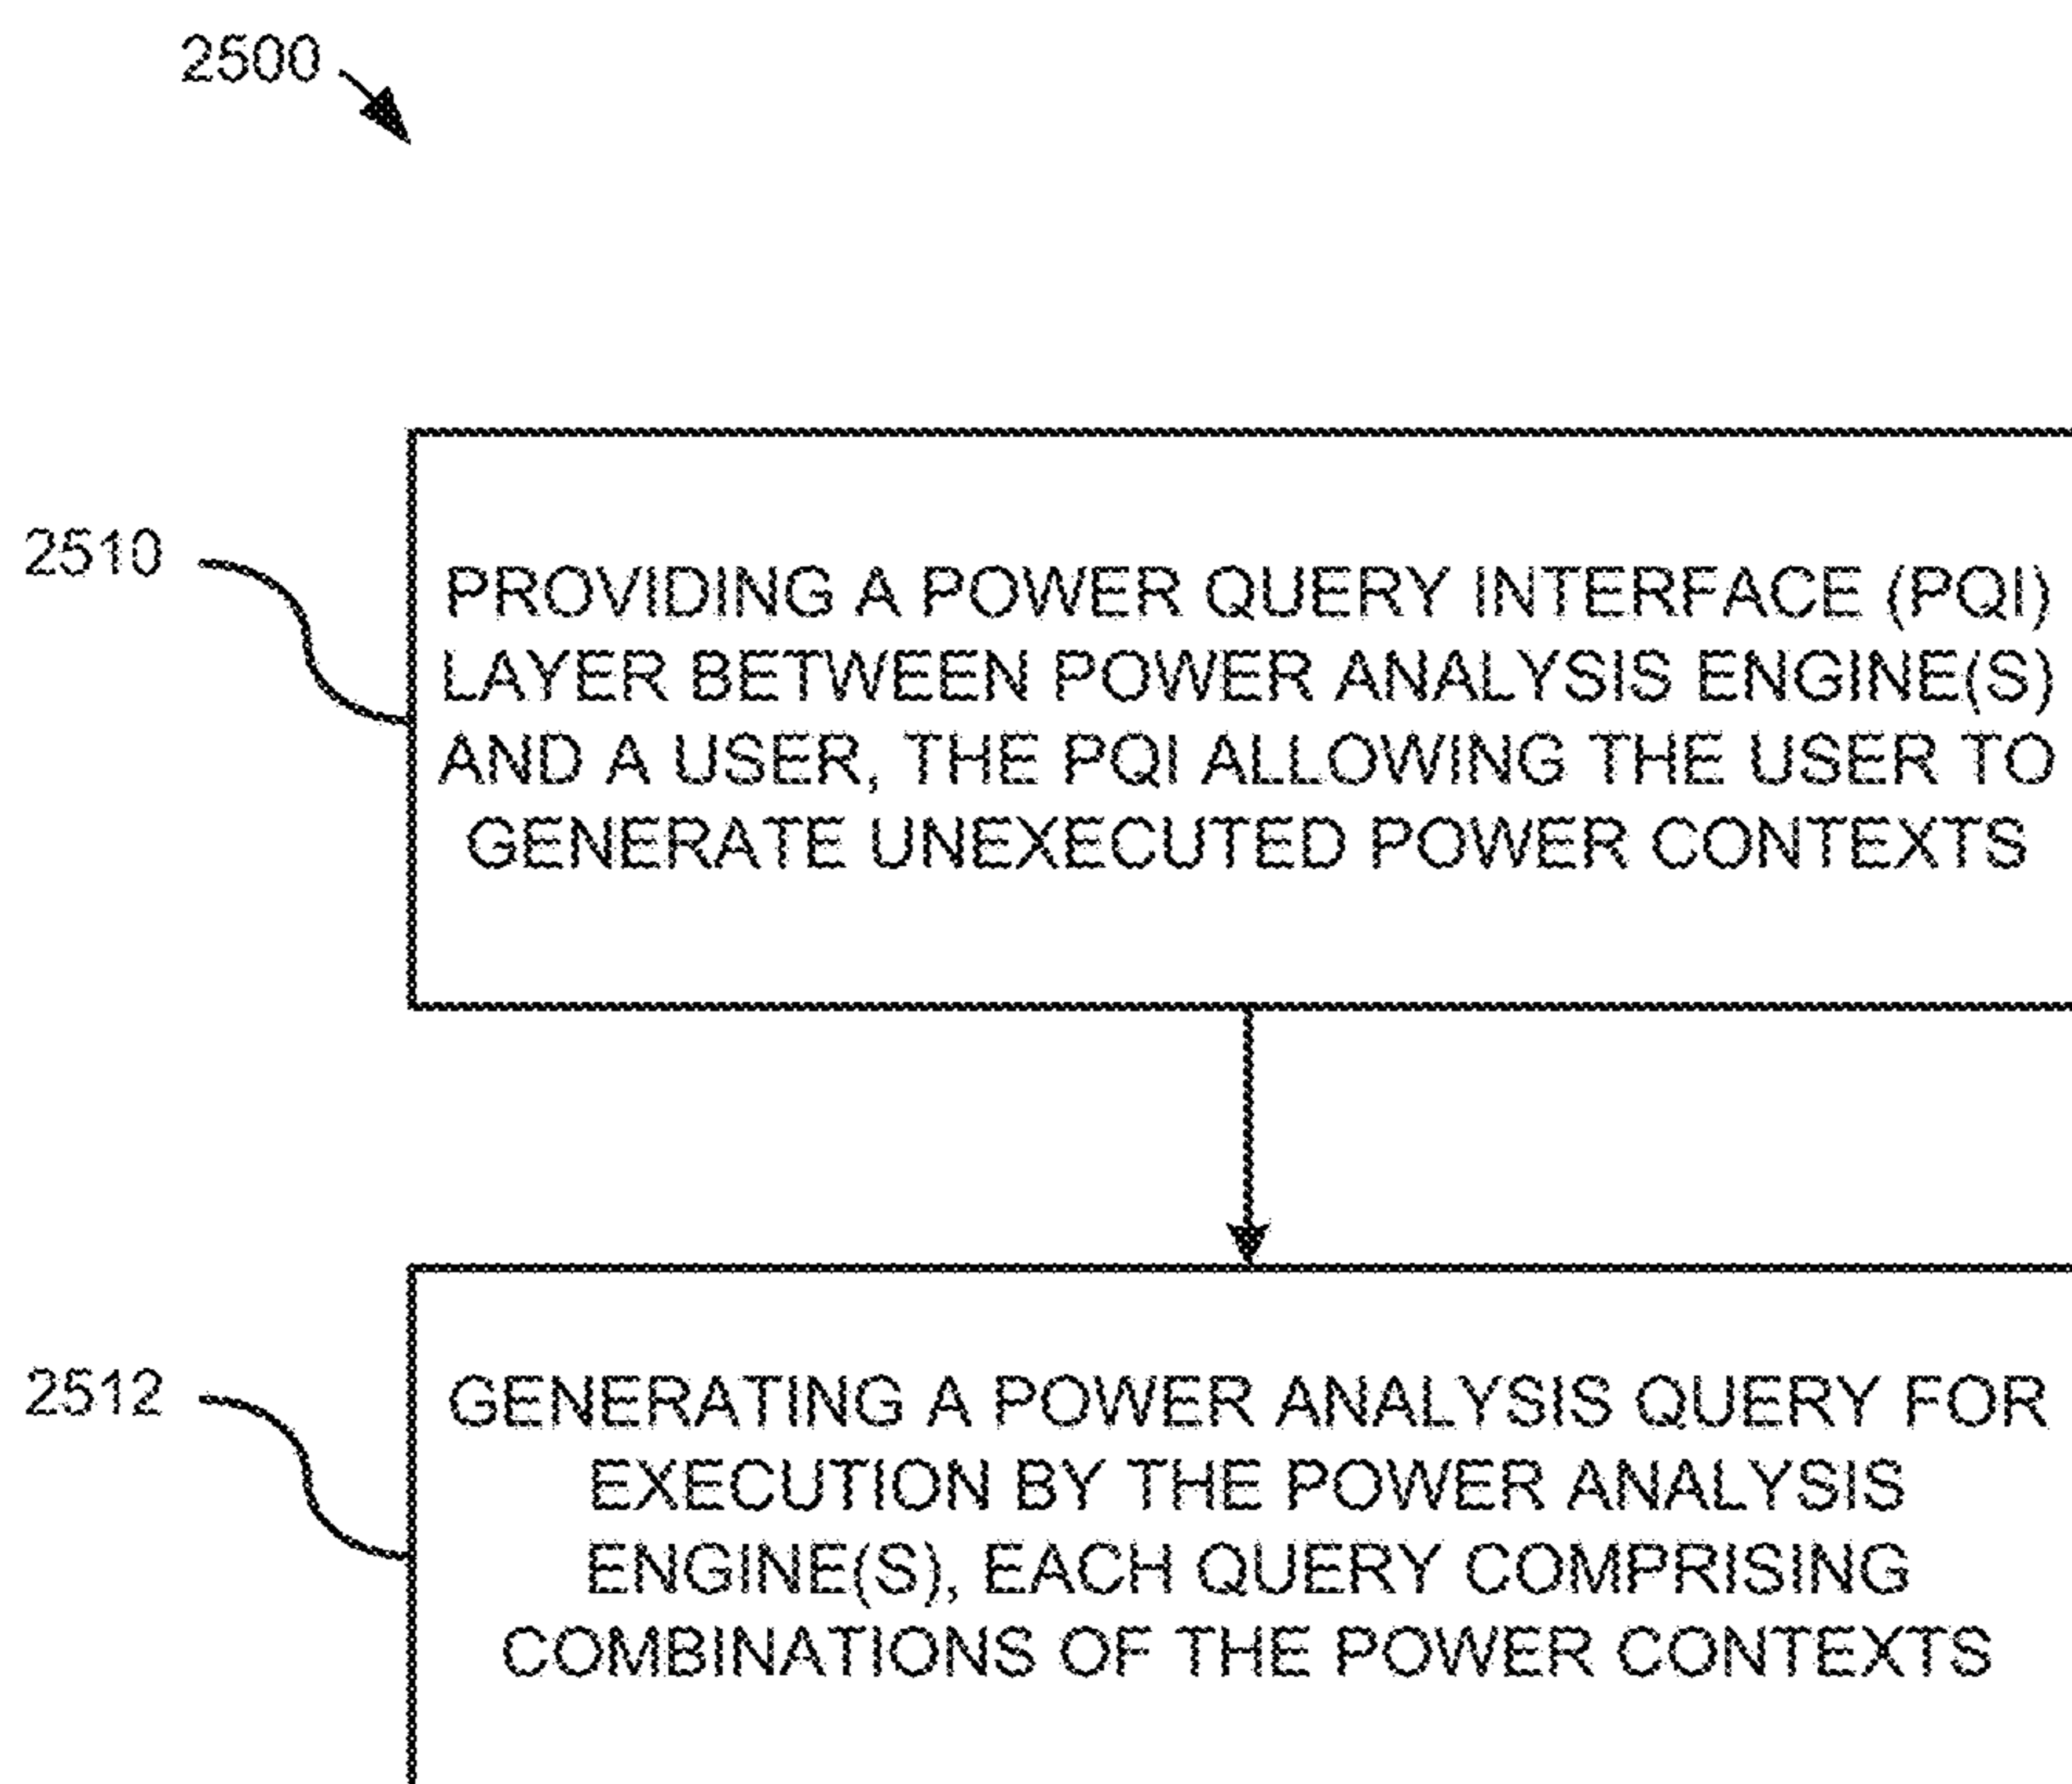 2500
2510
PROVIDING A POWER QUERY INTERFACE (PQI)
LAYER BETWEEN POWER ANALYSIS ENGINE(S)
AND A USER, THE PQI ALLOWING THE USER TO
GENERATE UNEXECUTED POWER CONTEXTS
2512
GENERATING A POWER ANALYSIS QUERY FOR
EXECUTION BY THE POWER ANALYSIS
ENGINE(S), EACH QUERY COMPRISING
COMBINATIONS OF THE POWER CONTEXTS